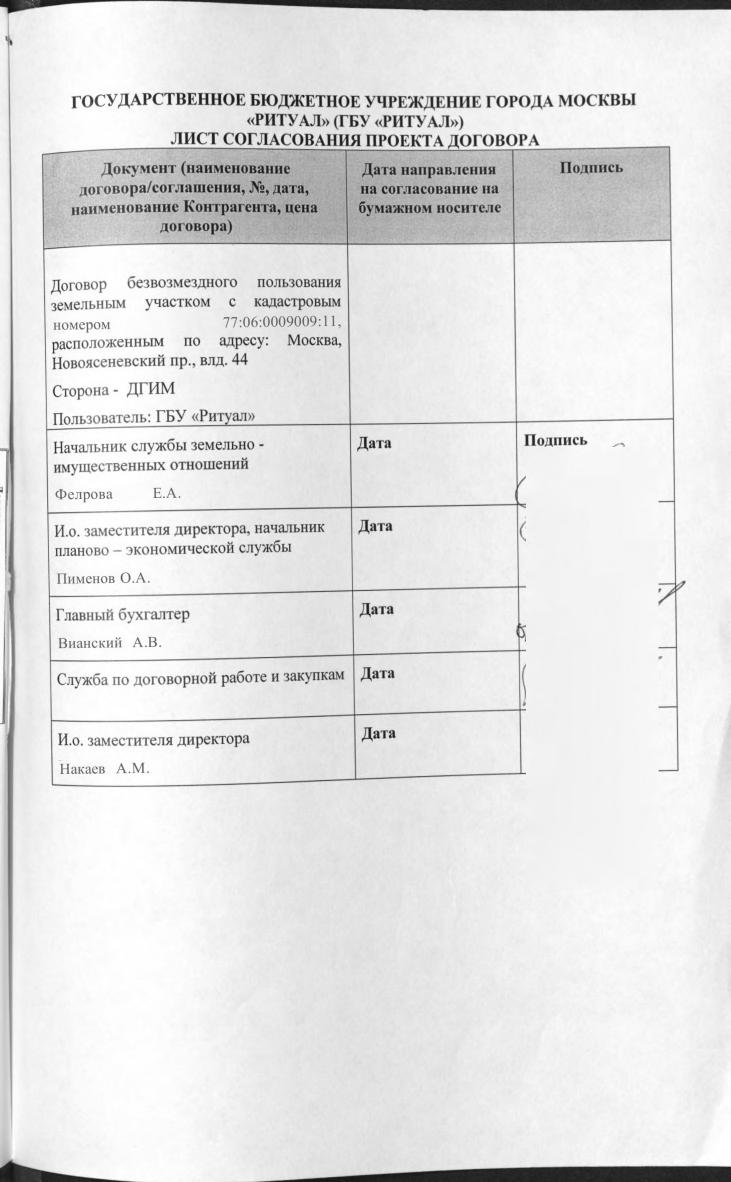 ГОСУДАРСТВЕННОЕ БЮДЖЕТНОЕ УЧРЕЖДЕНИЕ ГОРОДА МОСКВЫ
«РИТУАЛ» (ГБУ «РИТУАЛ»)
ЛИСТ СОГЛАСОВАНИЯ ПРОЕКТА ДОГОВОРА
Документ (наименование
договора/соглашения, №, дата,
наименование Контрагента, цена
договора)
Дата направления
на согласование на
бумажном носителе
Подпись
Договор безвозмездного пользования
земельным участком с кадастровым
номером 77:06:0009009:11,
расположенным по адресу: Москва,
Новоясеневский пр., влд. 44
Сторона - ДГИМ
Пользователь: ГБУ «Ритуал»
Начальник службы земельно -
имущественных отношений
Фелрова Е.А.
Дата
Подпись
И.о. заместителя директора, начальник
планово – экономической службы
Пименов О.А.
Дата
Главный бухгалтер
Вианский А.В.
Дата
Служба по договорной работе и закупкам
Дата
И.о. заместителя директора
Накаев А.М.
Дата